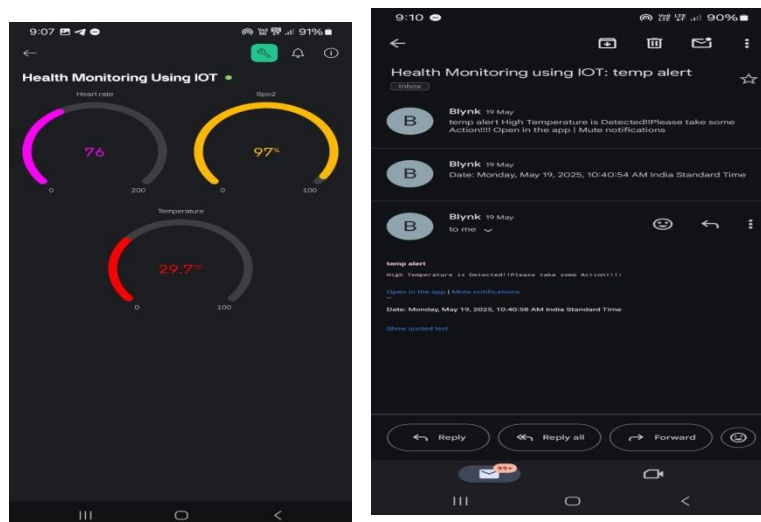 9:07
91%
Health Monitoring Using IOT
Heart rate
76
0
200
Spo2
97%
0
100
Temperature
29.7°C
0
100
9:10
90%
Health Monitoring using IOT: temp alert
Inbox
B
Blynk 19 May
temp alert High Temperature is Detected!!Please take some
Action!!!! Open in the app | Mute notifications
B
Blynk 19 May
Date: Monday, May 19, 2025, 10:40:54 AM India Standard Time
B
Blynk 19 May
to me
temp alert
High Temperature is Detected!!Please take some Action!!!!
Open in the app | Mute notifications
--
Date: Monday, May 19, 2025, 10:40:58 AM India Standard Time
Show quoted text
Reply
Reply all
Forward
99+